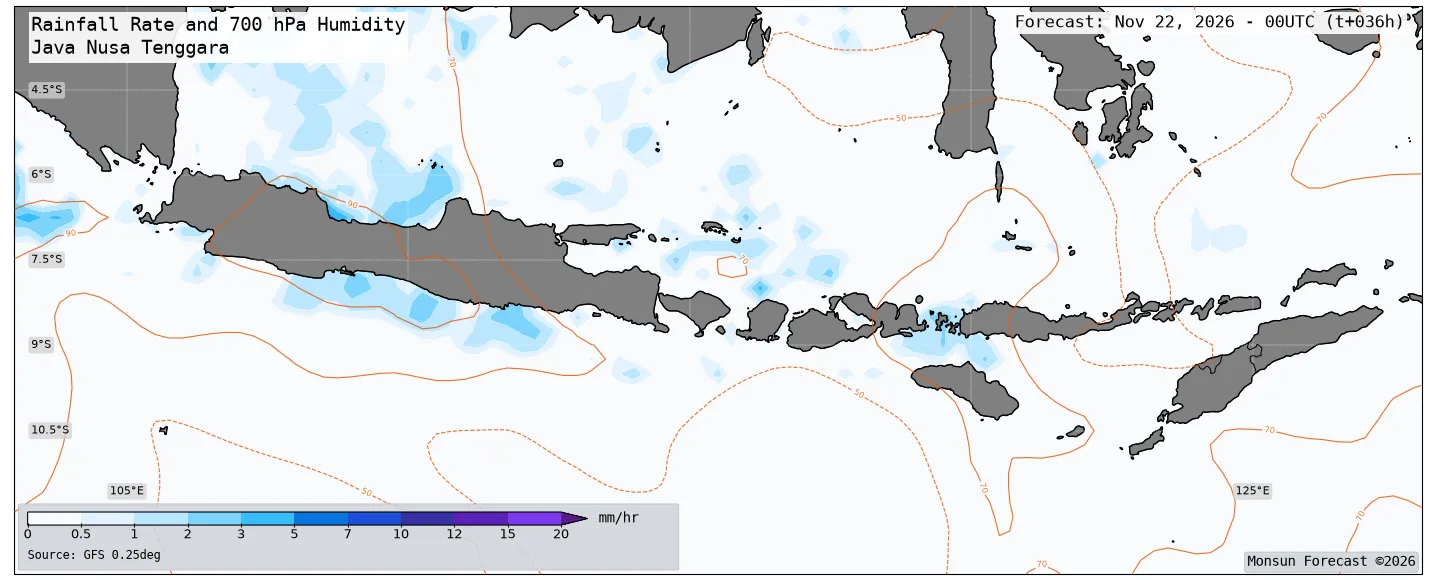 Rainfall Rate and 700 hPa Humidity
Java Nusa Tenggara
Forecast: Nov 22, 2026 - 00UTC (t+036h)
70
4.5°S
50
70
6°S
90
90
7.5°S
70
9°S
50
10.5°S
70
105°E
50
70
125°E
70
0 0.5 1 2 3 5 7 10 12 15 20 mm/hr
Source: GFS 0.25deg
70
Monsun Forecast ©2026